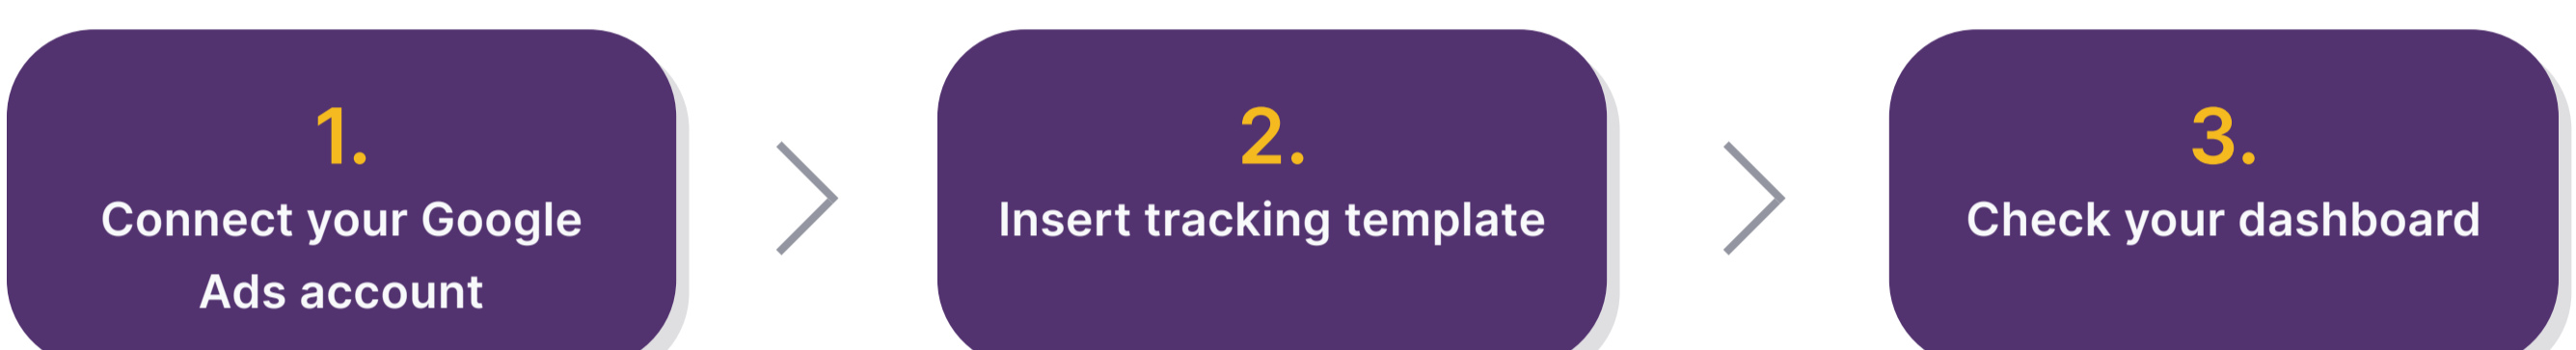 1.
Connect your Google
Ads account
2.
Insert tracking template
3.
Check your dashboard